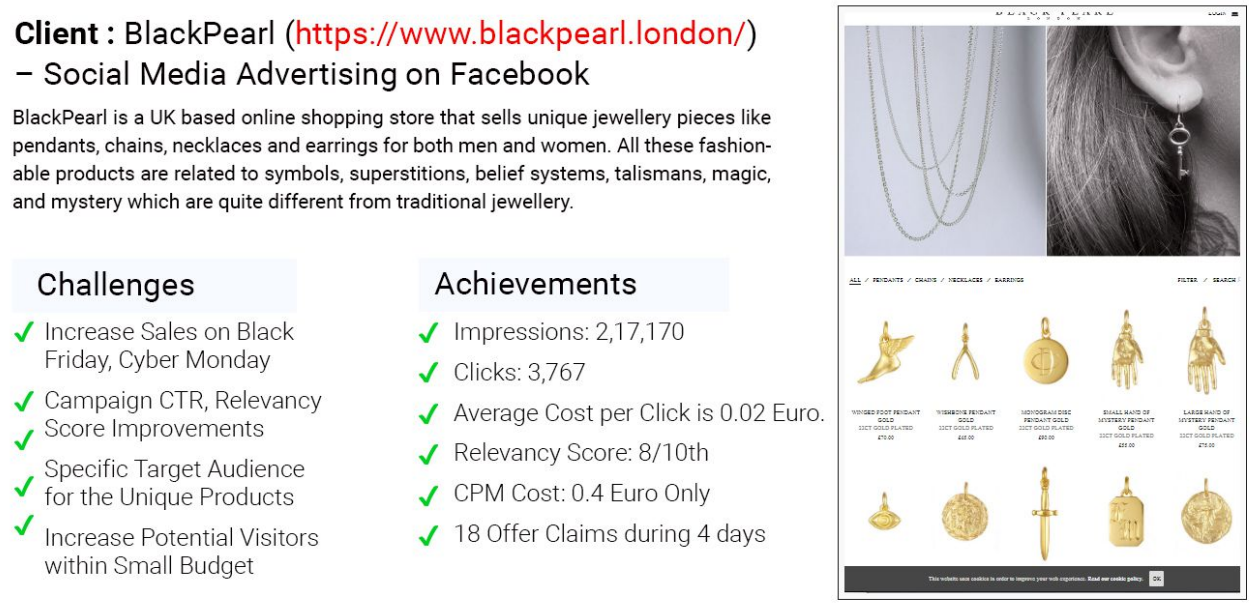 Client : BlackPearl (https://www.blackpearl.london/)
– Social Media Advertising on Facebook
BlackPearl is a UK based online shopping store that sells unique jewellery pieces like
pendants, chains, necklaces and earrings for both men and women. All these fashion-
able products are related to symbols, superstitions, belief systems, talismans, magic,
and mystery which are quite different from traditional jewellery.
Challenges
Increase Sales on Black
Friday, Cyber Monday
Campaign CTR, Relevancy
Score Improvements
Specific Target Audience
for the Unique Products
Increase Potential Visitors
within Small Budget
Achievements
Impressions: 2,17,170
Clicks: 3,767
Average Cost per Click is 0.02 Euro.
Relevancy Score: 8/10th
CPM Cost: 0.4 Euro Only
18 Offer Claims during 4 days
BLACK PEARL
LONDON
LOGIN
ALL / PENDANTS / CHAINS / NECKLACES / EARRINGS
FILTER / SEARCH
WINGED FOOT PENDANT
GOLD
22CT GOLD PLATED
£70.00
WISHBONE PENDANT
GOLD
22CT GOLD PLATED
MONOGRAM DISC
PENDANT GOLD
22CT GOLD PLATED
SMALL HAND OF
MYSTERY PENDANT
GOLD
22CT GOLD PLATED
LARGE HAND OF
MYSTERY PENDANT
GOLD
22CT GOLD PLATED
£75.00
This website uses cookies in order to improve your web experience. Read our cookie policy. OK